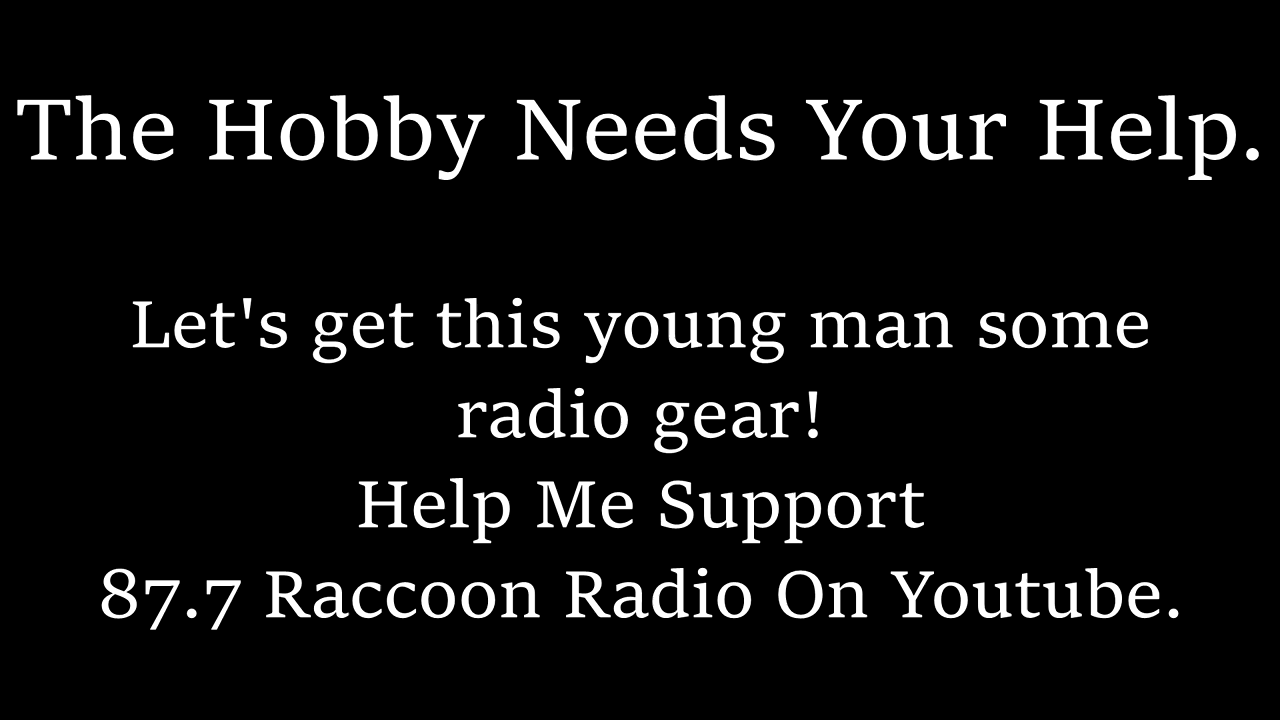 The Hobby Needs Your Help.
Let's get this young man some
radio gear!
Help Me Support
87.7 Raccoon Radio On Youtube.